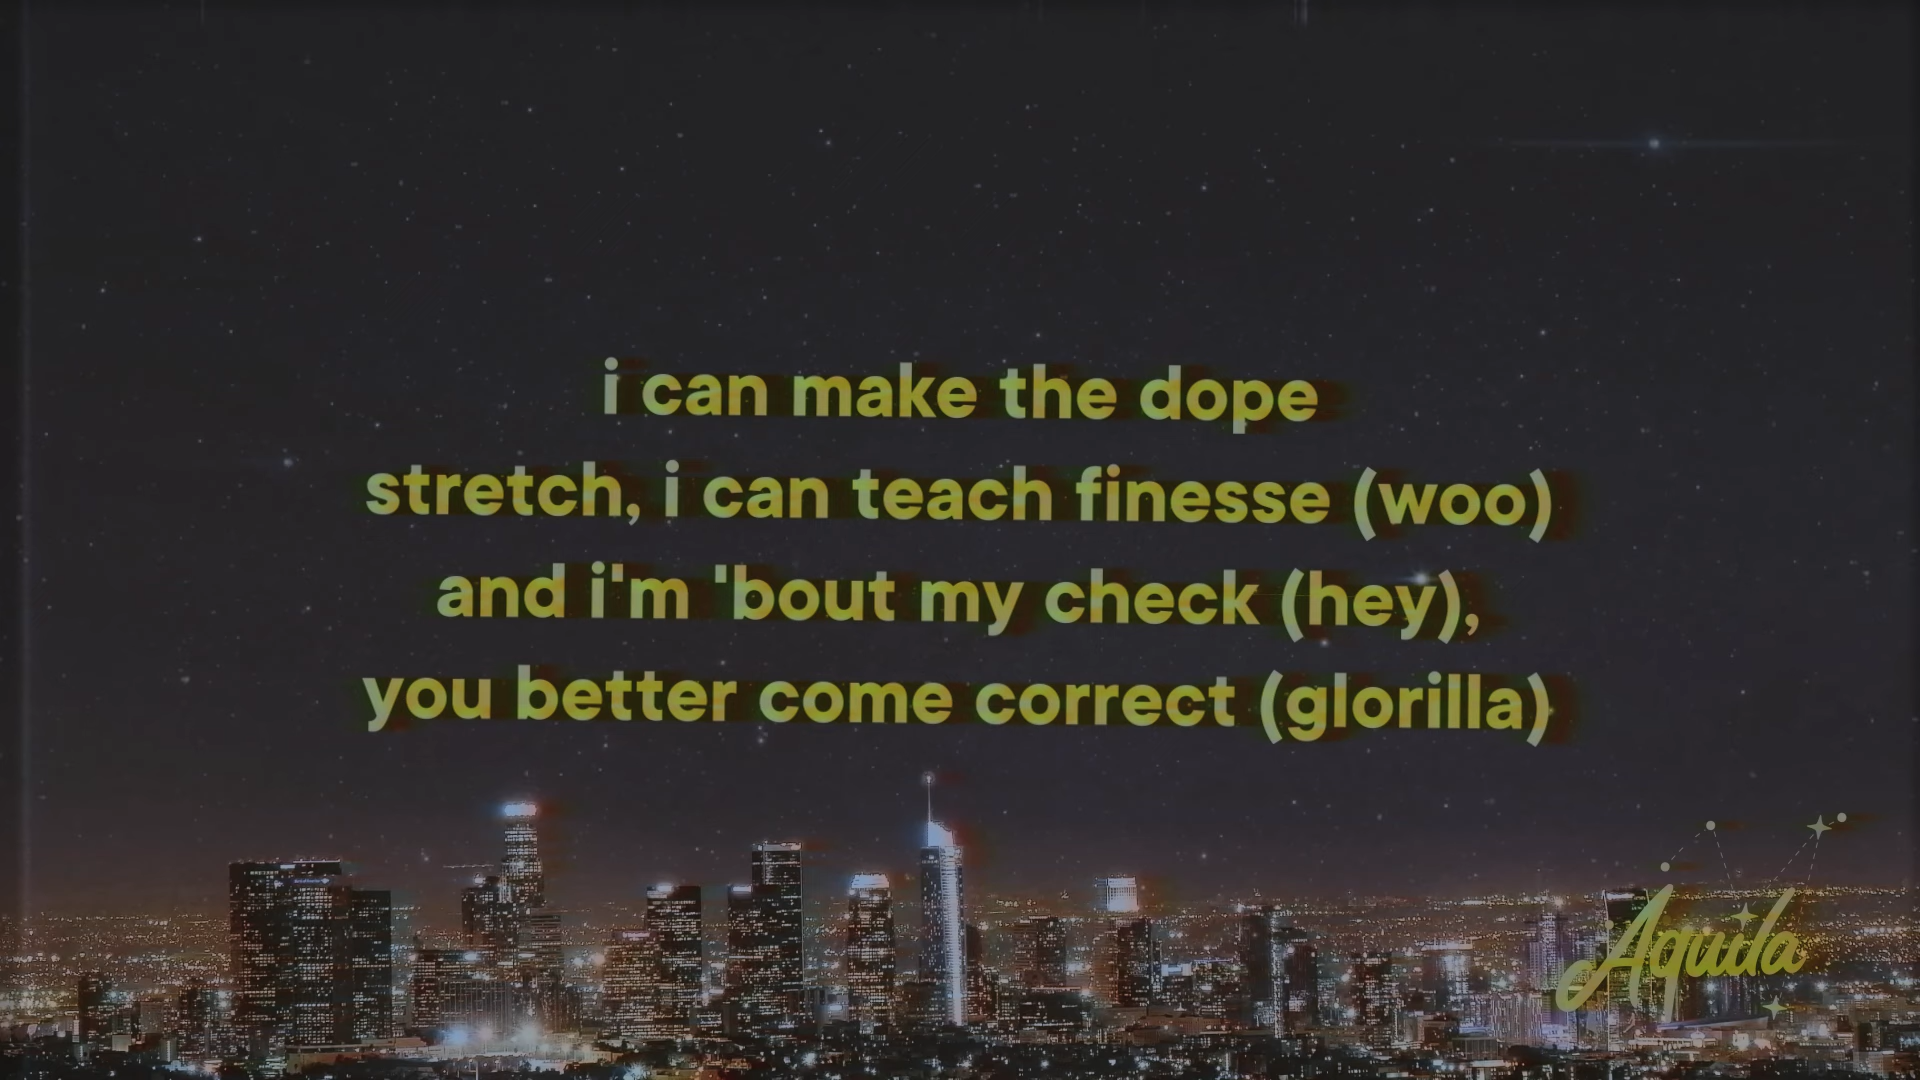 i can make the dope
stretch, i can teach finesse (woo)
and i'm 'bout my check (hey),
you better come correct (glorilla)
Aquda